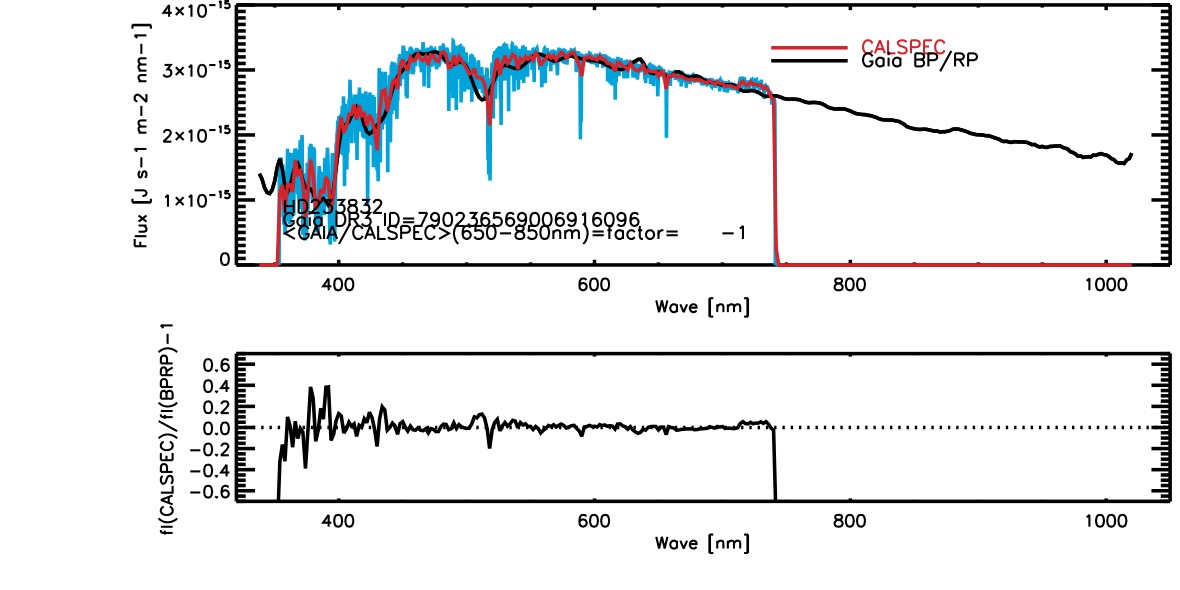 4×10⁻¹⁵
3×10⁻¹⁵
2×10⁻¹⁵
1×10⁻¹⁵
0
Flux [J s−1 m−2 nm−1]
CALSPEC
Gaia BP/RP
HD233832
Gaia DR3 ID=790236569006916096
<GAIA/CALSPEC>(650−850nm)=factor= −1
400 600 800 1000
Wave [nm]
fl(CALSPEC)/fl(BPRP)−1
0.6
0.4
0.2
0.0
−0.2
−0.4
−0.6
400 600 800 1000
Wave [nm]